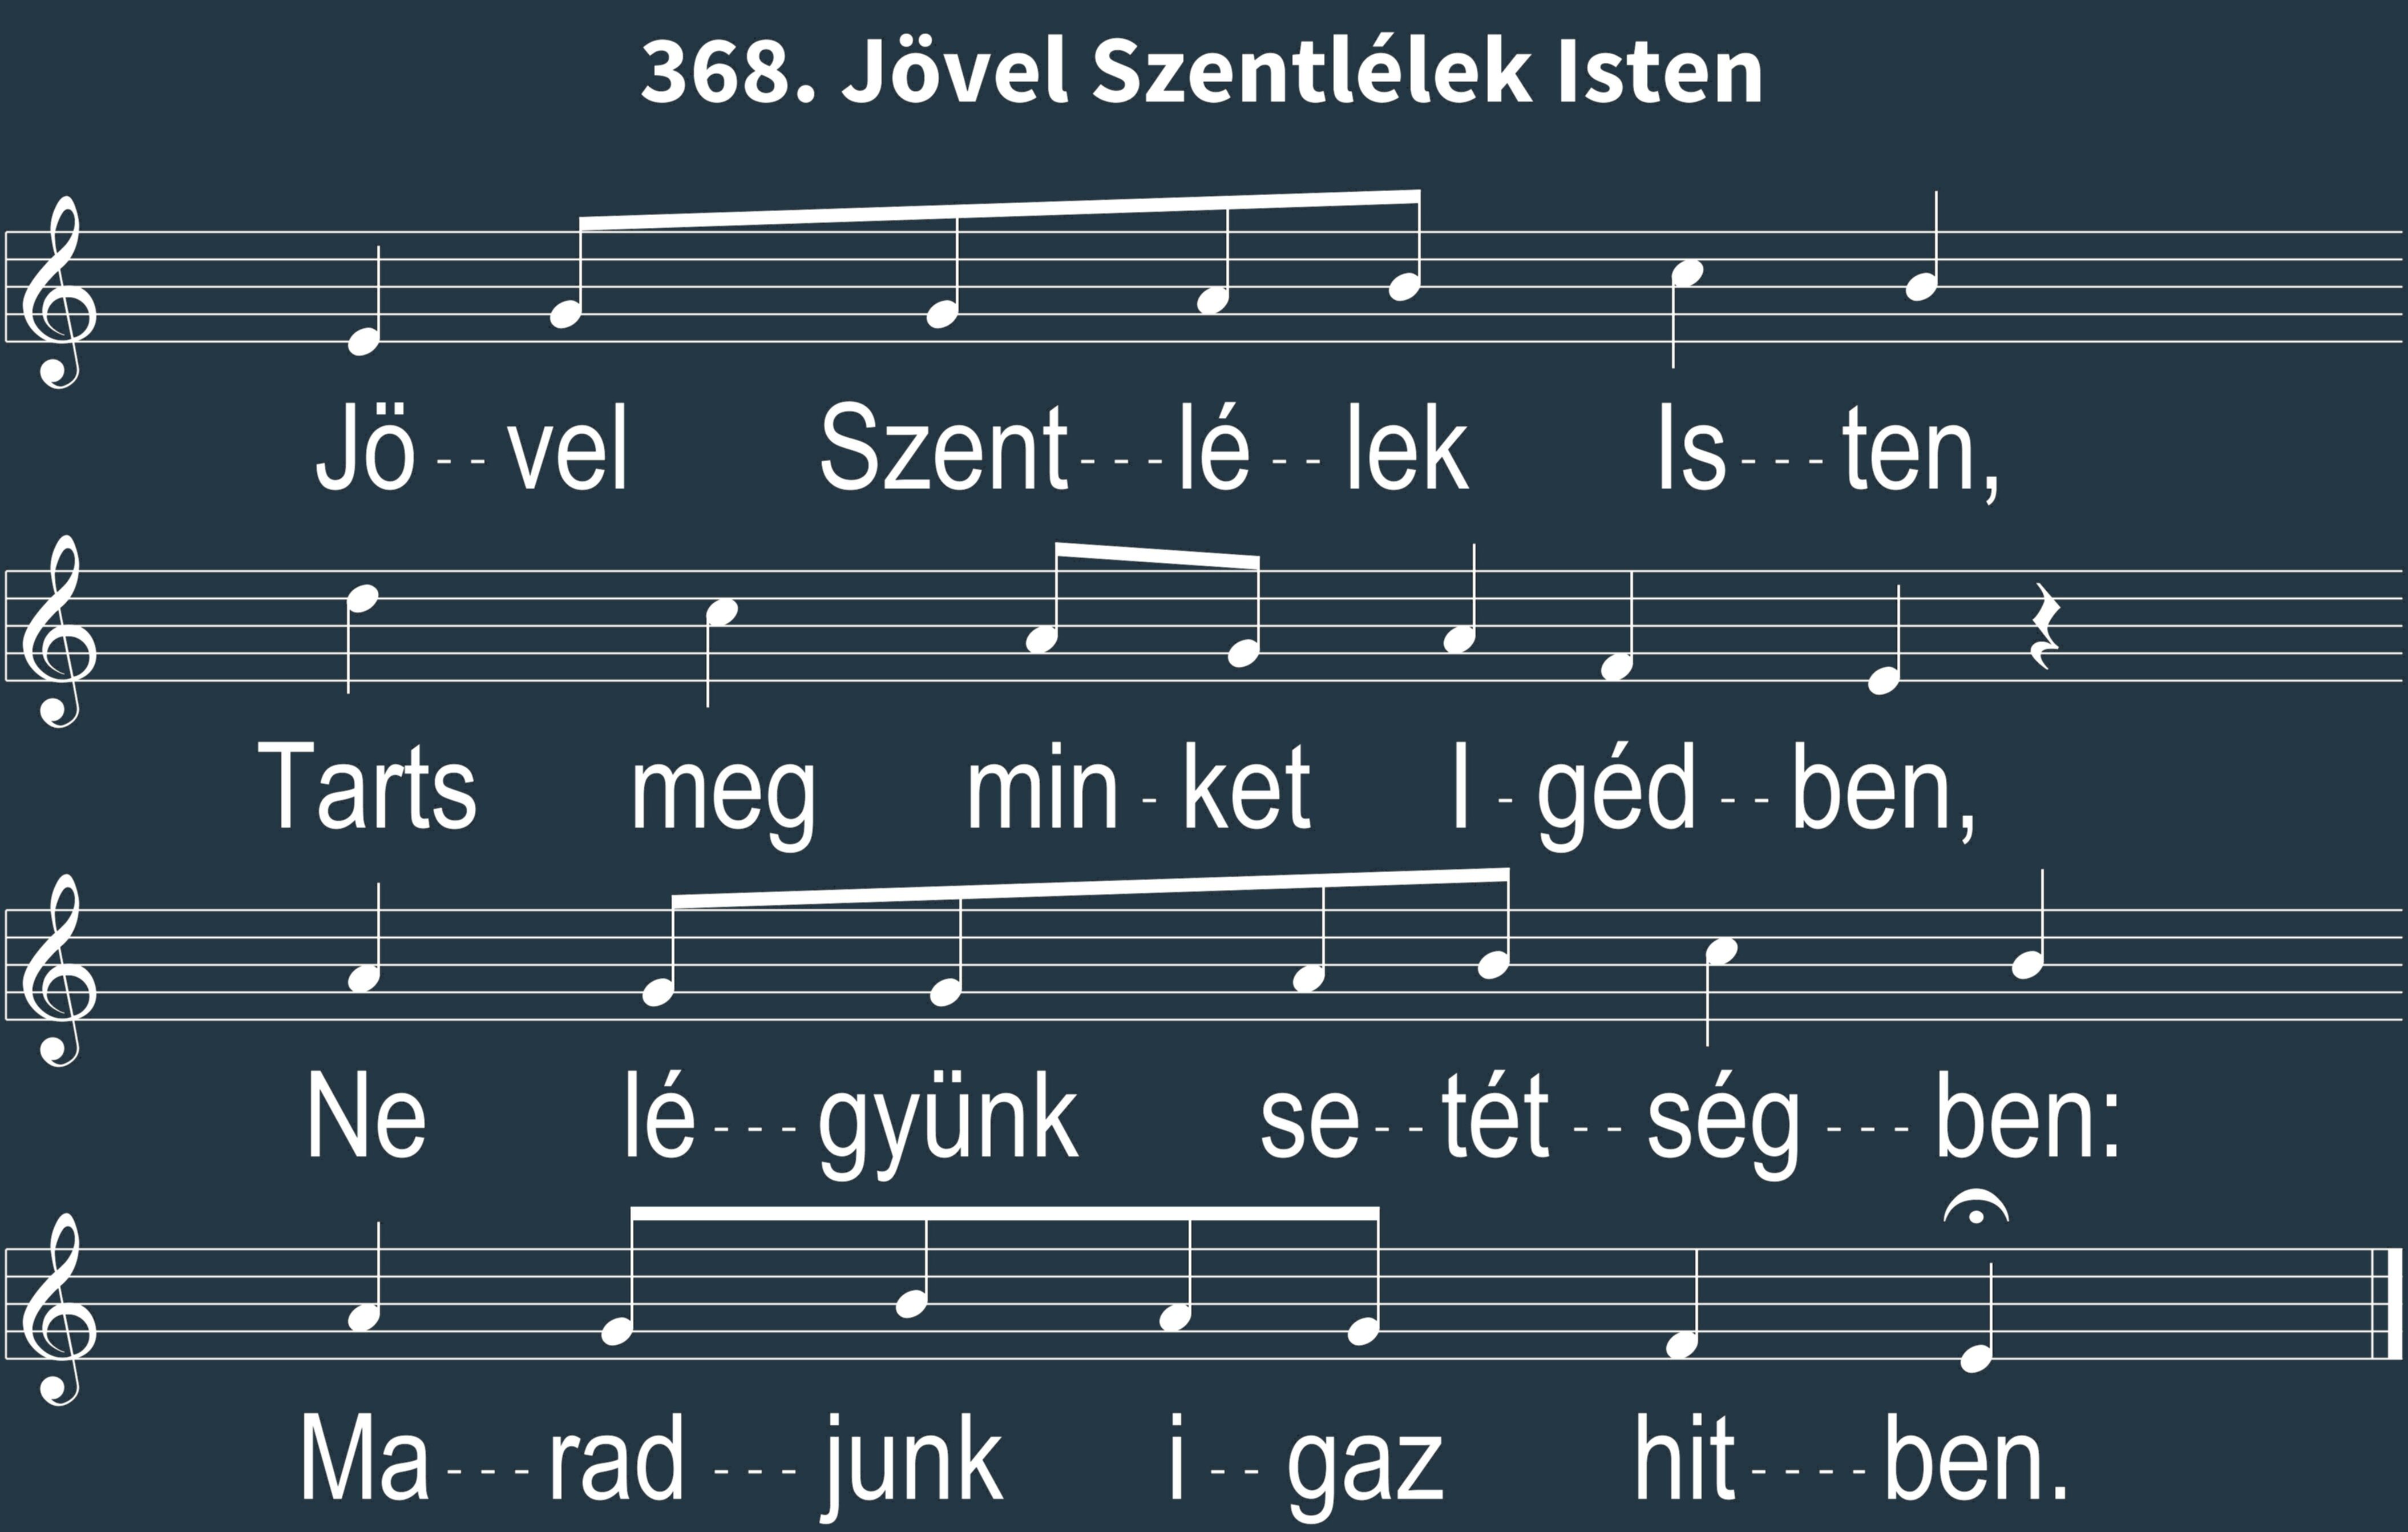 368. Jövel Szentlélek Isten
Jö--vel Szent---lé--lek Is---ten,
Tarts meg min-ket I-géd--ben,
Ne lé---gyünk se--tét--ség---ben:
Ma---rad---junk i--gaz hit----ben.